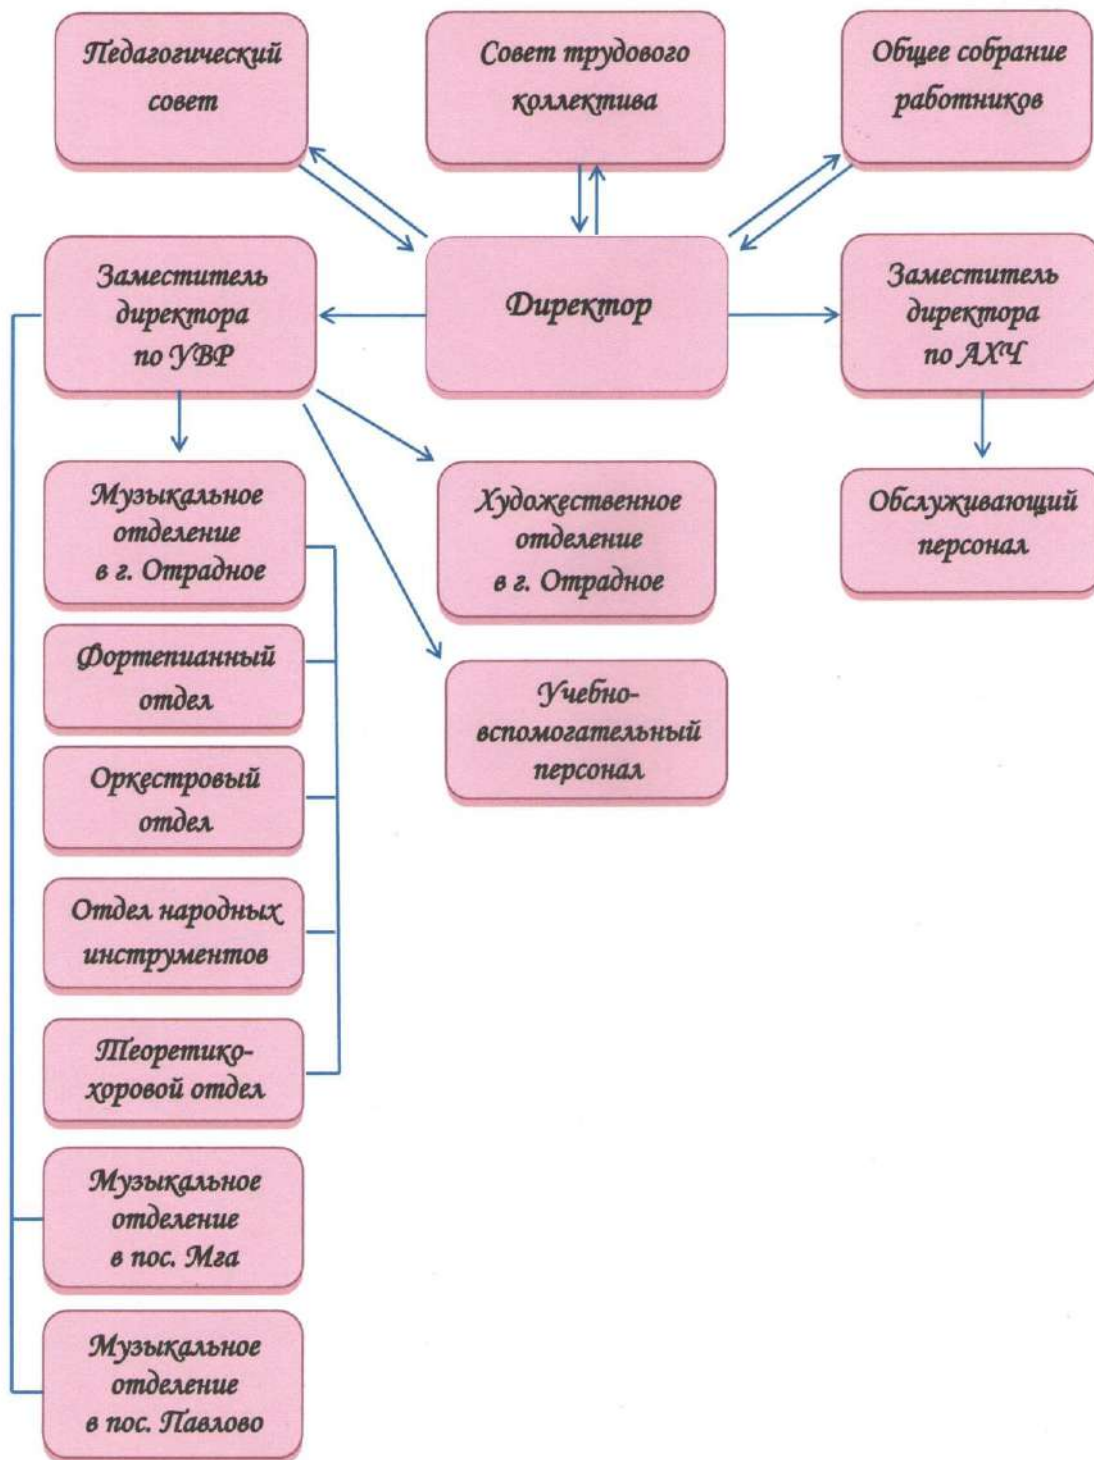 Педагогический
совет
Совет трудового
коллектива
Общее собрание
работников
Заместитель
директора
по УВР
Директор
Заместитель
директора
по АХЧ
Музыкальное
отделение
в г. Отрадное
Художественное
отделение
в г. Отрадное
Обслуживающий
персонал
Фортепианный
отдел
Учебно-
вспомогательный
персонал
Оркестровый
отдел
Отдел народных
инструментов
Теоретико-
хоровой отдел
Музыкальное
отделение
в пос. Мга
Музыкальное
отделение
в пос. Павлово